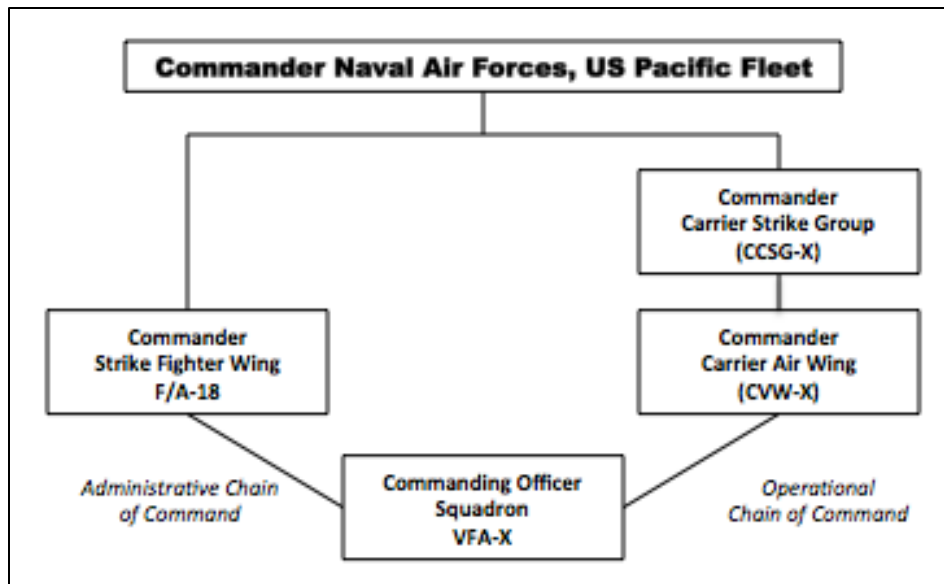 Commander Naval Air Forces, US Pacific Fleet
Commander
Carrier Strike Group
(CCSG-X)
Commander
Strike Fighter Wing
F/A-18
Commander
Carrier Air Wing
(CVW-X)
Administrative Chain
of Command
Commanding Officer
Squadron
VFA-X
Operational
Chain of Command